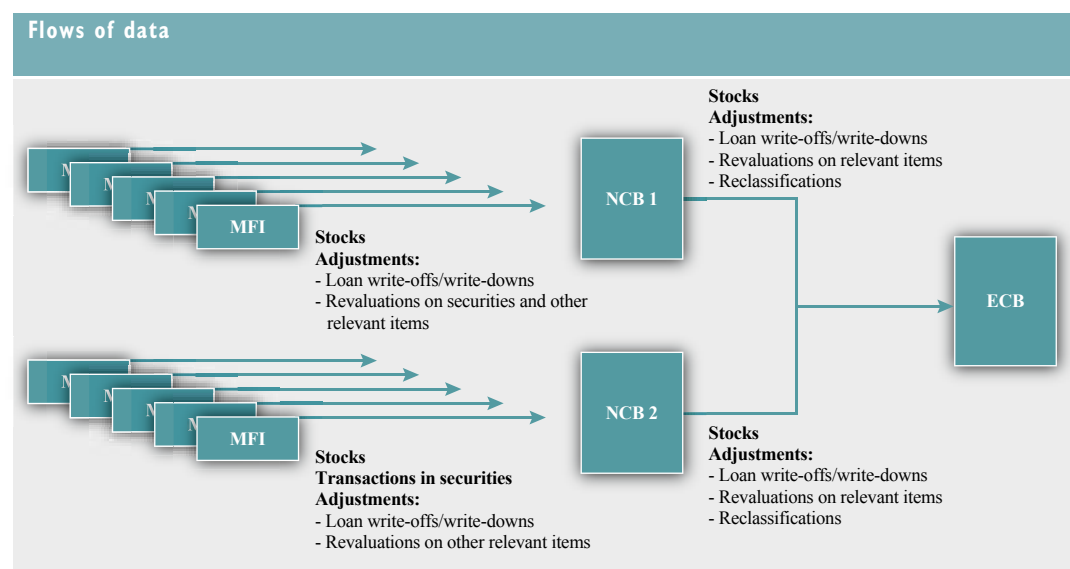 Flows of data
Stocks
Adjustments:
- Loan write-offs/write-downs
- Revaluations on relevant items
- Reclassifications
M
M
M
M
MFI
NCB 1
Stocks
Adjustments:
- Loan write-offs/write-downs
- Revaluations on securities and other
relevant items
ECB
M
M
M
M
MFI
NCB 2
Stocks
Transactions in securities
Adjustments:
- Loan write-offs/write-downs
- Revaluations on other relevant items
Stocks
Adjustments:
- Loan write-offs/write-downs
- Revaluations on relevant items
- Reclassifications